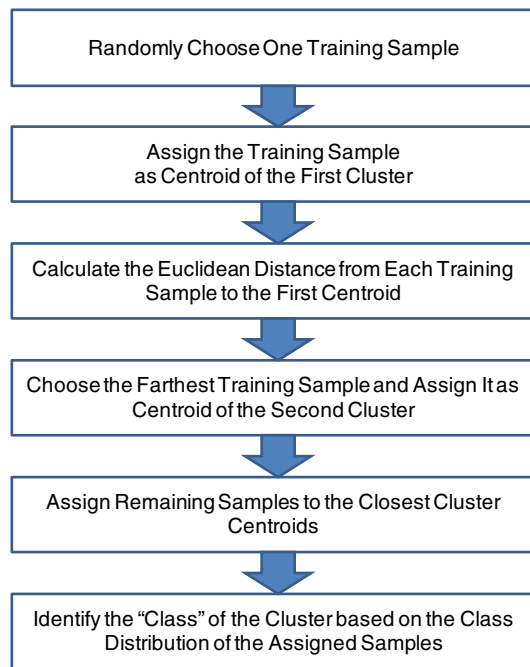 Randomly Choose One Training Sample
Assign the Training Sample
as Centroid of the First Cluster
Calculate the Euclidean Distance from Each Training
Sample to the First Centroid
Choose the Farthest Training Sample and Assign It as
Centroid of the Second Cluster
Assign Remaining Samples to the Closest Cluster
Centroids
Identify the “Class” of the Cluster based on the Class
Distribution of the Assigned Samples